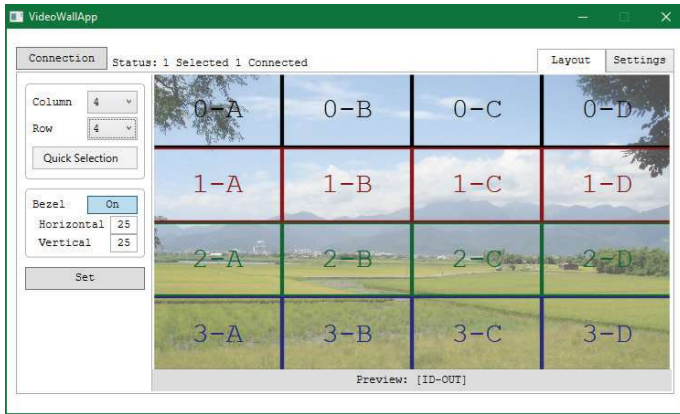 VideoWallApp
Connection Status: 1 Selected 1 Connected
Layout Settings
Column 4
Row 4
Quick Selection
Bezel On
Horizontal 25
Vertical 25
Set
0-A 0-B 0-C 0-D
1-A 1-B 1-C 1-D
2-A 2-B 2-C 2-D
3-A 3-B 3-C 3-D
Preview: [ID-OUT]